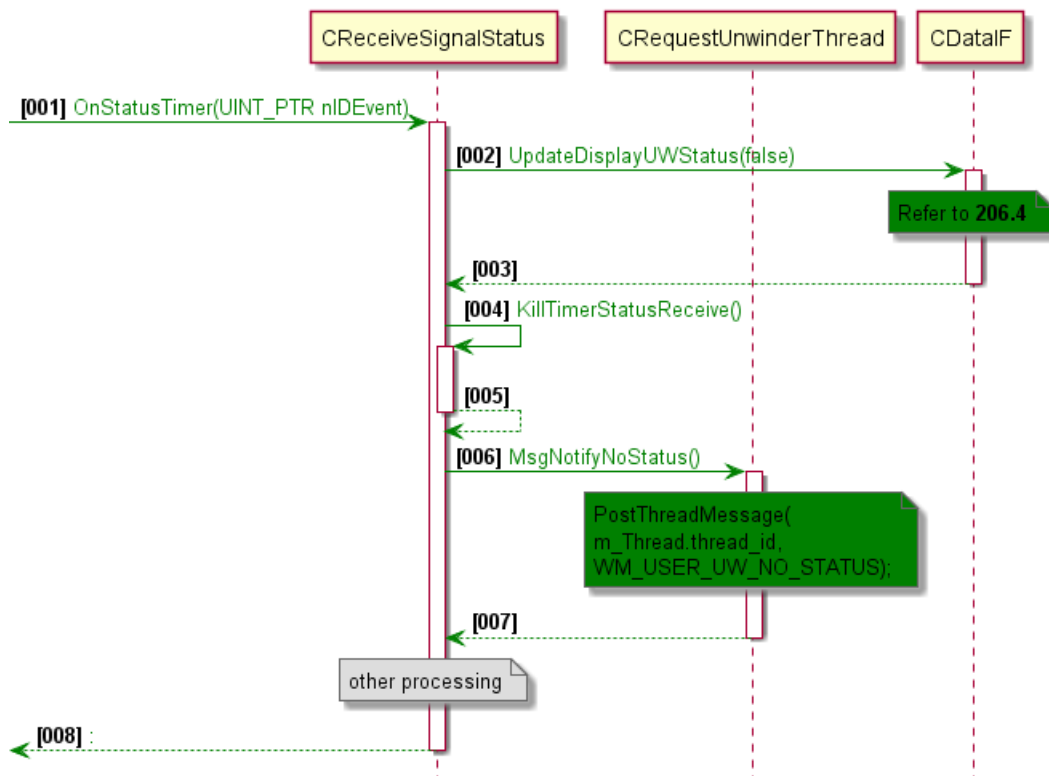 CReceiveSignalStatus
CRequestUnwinderThread
CDataIF
[001] OnStatusTimer(UINT_PTR nIDEvent)
[002] UpdateDisplayUWStatus(false)
Refer to 206.4
[003]
[004] KillTimerStatusReceive()
[005]
[006] MsgNotifyNoStatus()
PostThreadMessage(
m_Thread.thread_id,
WM_USER_UW_NO_STATUS);
[007]
other processing
[008] :